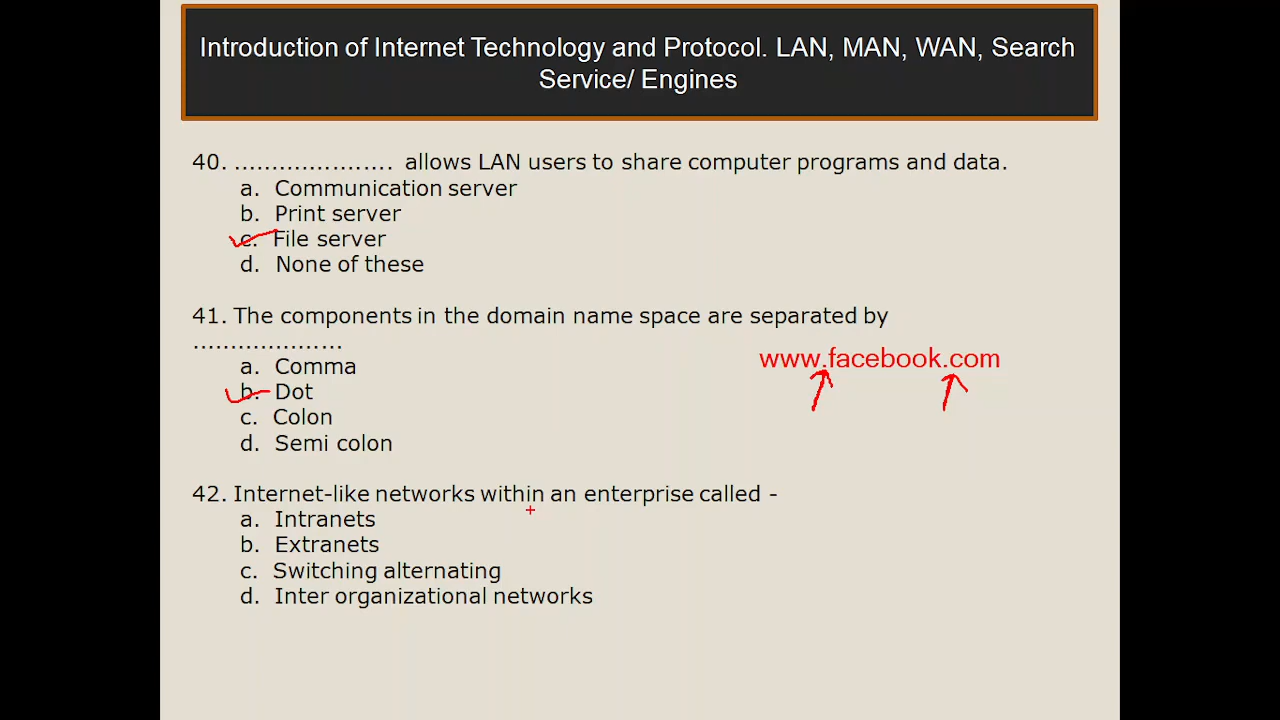 Introduction of Internet Technology and Protocol. LAN, MAN, WAN, Search
Service/ Engines
40. ..................... allows LAN users to share computer programs and data.
a. Communication server
b. Print server
c. File server
d. None of these
41. The components in the domain name space are separated by
....................
www.facebook.com
a. Comma
b. Dot
c. Colon
d. Semi colon
42. Internet-like networks within an enterprise called -
a. Intranets
b. Extranets
c. Switching alternating
d. Inter organizational networks